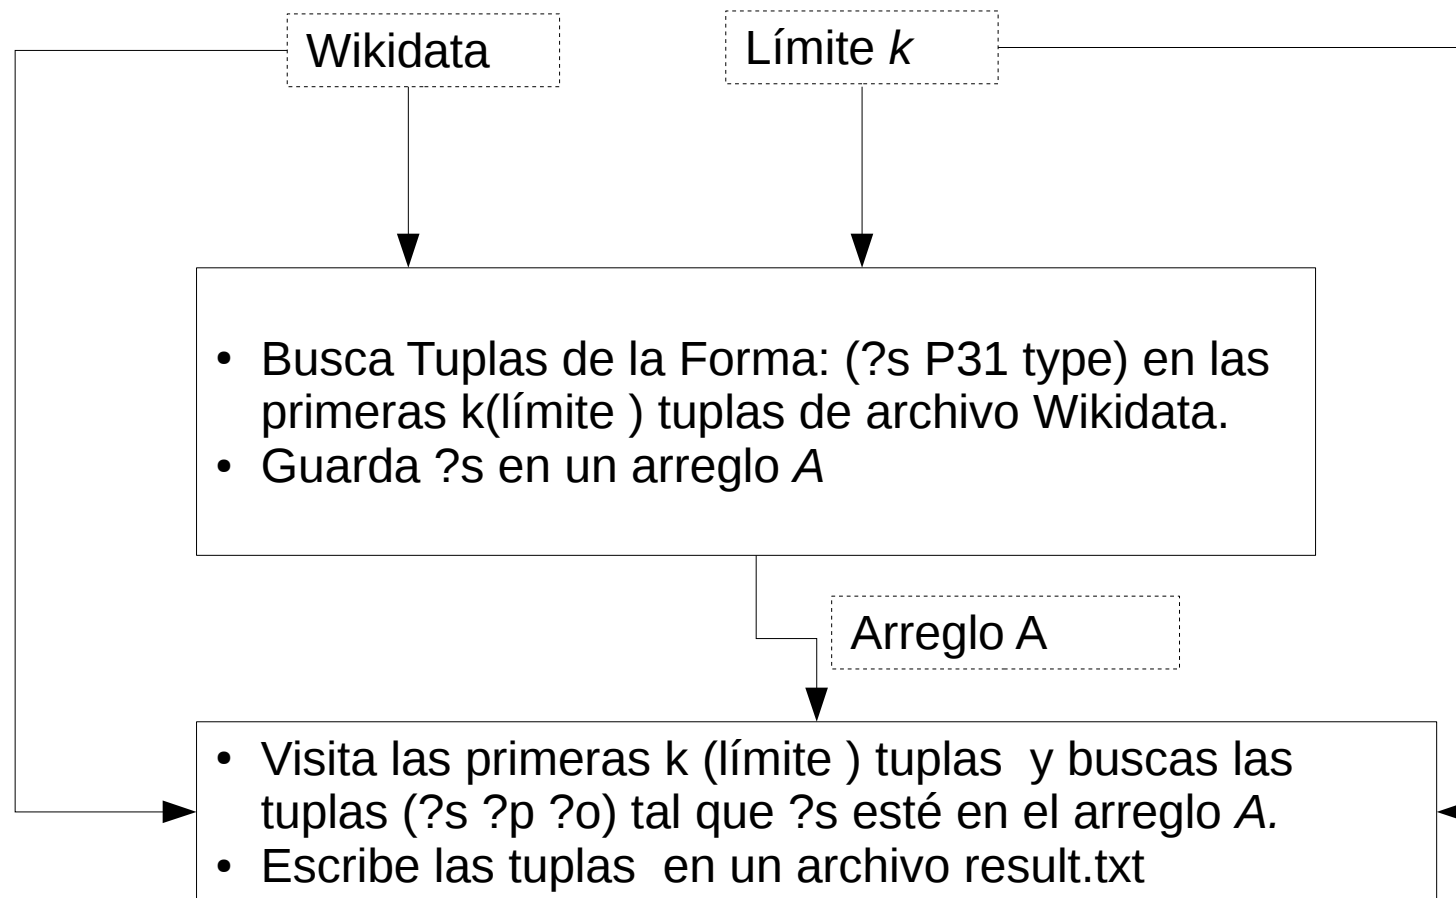 Wikidata
Límite k
• Busca Tuplas de la Forma: (?s P31 type) en las
primeras k(límite ) tuplas de archivo Wikidata.
• Guarda ?s en un arreglo A
Arreglo A
• Visita las primeras k (límite ) tuplas  y buscas las
tuplas (?s ?p ?o) tal que ?s esté en el arreglo A.
• Escribe las tuplas  en un archivo result.txt